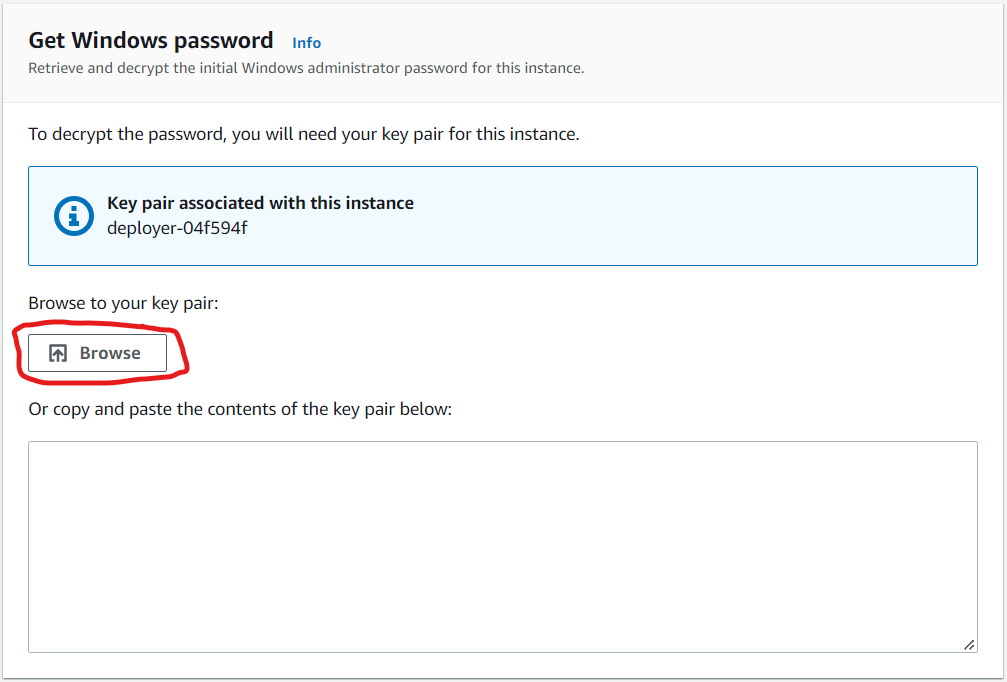 Get Windows password Info
Retrieve and decrypt the initial Windows administrator password for this instance.
To decrypt the password, you will need your key pair for this instance.
Key pair associated with this instance
deployer-04f594f
Browse to your key pair:
Browse
Or copy and paste the contents of the key pair below: